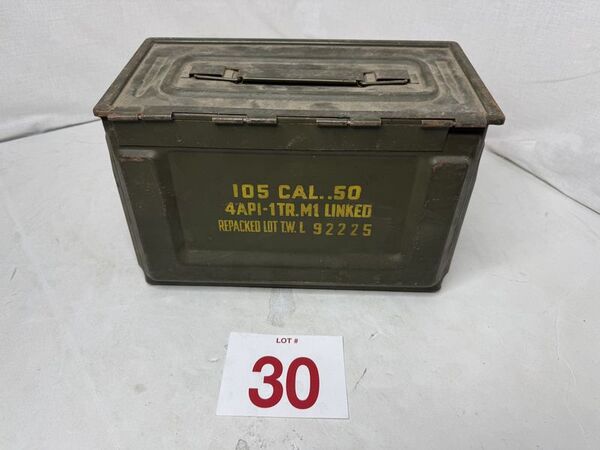 105 CAL..50
4API-1TR.M1 LINKED
REPACKED LOT T.W. L 92225
LOT #
30